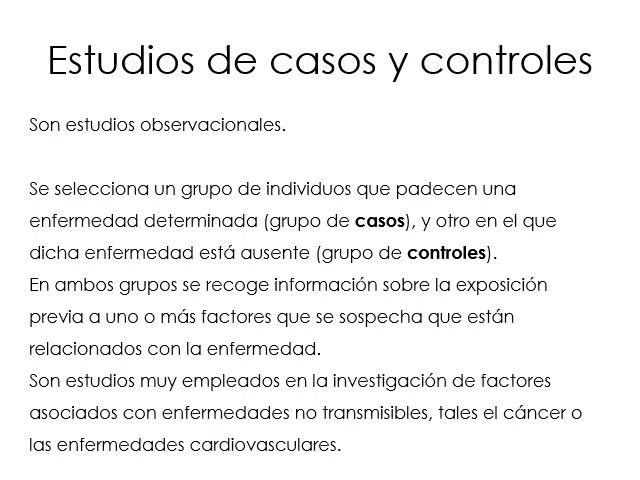 Estudios de casos y controles
Son estudios observacionales.
Se selecciona un grupo de individuos que padecen una
enfermedad determinada (grupo de casos), y otro en el que
dicha enfermedad está ausente (grupo de controles).
En ambos grupos se recoge información sobre la exposición
previa a uno o más factores que se sospecha que están
relacionados con la enfermedad.
Son estudios muy empleados en la investigación de factores
asociados con enfermedades no transmisibles, tales el cáncer o
las enfermedades cardiovasculares.